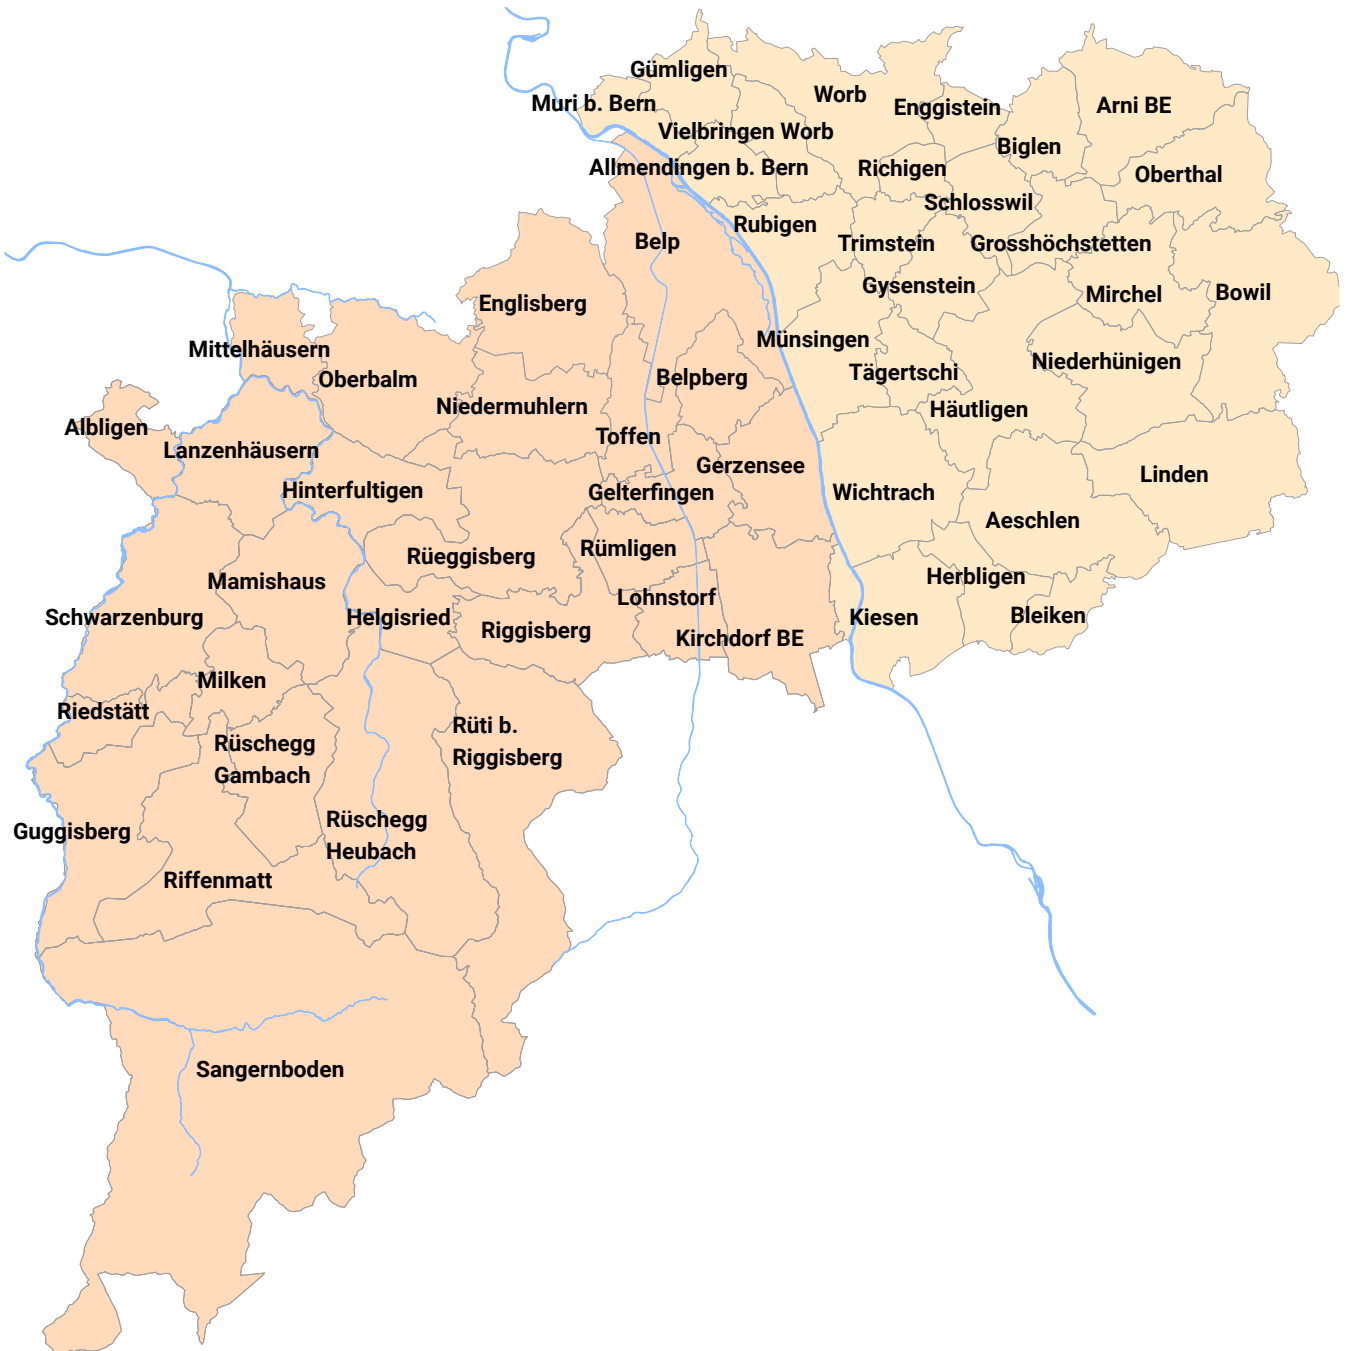 Gümligen
Worb
Muri b. Bern
Enggistein
Arni BE
Vielbringen Worb
Biglen
Allmendingen b. Bern
Richigen
Oberthal
Schlosswil
Rubigen
Belp
Trimstein
Grosshöchstetten
Gysenstein
Mirchel
Bowil
Englisberg
Münsingen
Mittelhäusern
Niederhünigen
Tägertschi
Belpberg
Oberbalm
Niedermuhlern
Häutligen
Albligen
Toffen
Lanzenhäusern
Gerzensee
Linden
Hinterfultigen
Gelterfingen
Wichtrach
Aeschlen
Rümligen
Rüeggisberg
Herbligen
Mamishaus
Lohnstorf
Schwarzenburg
Helgisried
Kiesen
Bleiken
Riggisberg
Kirchdorf BE
Milken
Riedstätt
Rüti b.
Riggisberg
Rüschegg
Gambach
Rüschegg
Heubach
Guggisberg
Riffenmatt
Sangernboden